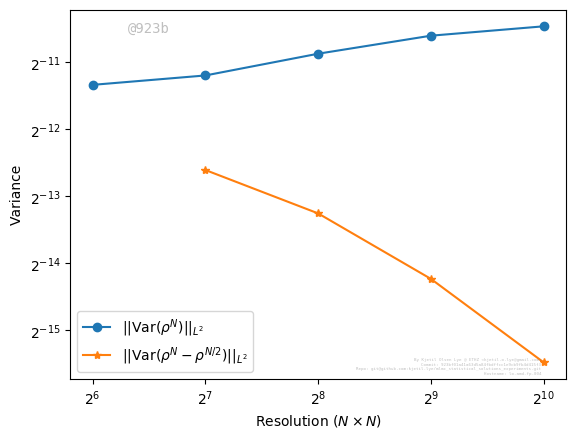 @923b
2^{-11}
2^{-12}
2^{-13}
2^{-14}
2^{-15}
Variance
||Var(ρ^N)||_{L^2}
||Var(ρ^N − ρ^{N/2})||_{L^2}
2^6 2^7 2^8 2^9 2^{10}
Resolution (N × N)